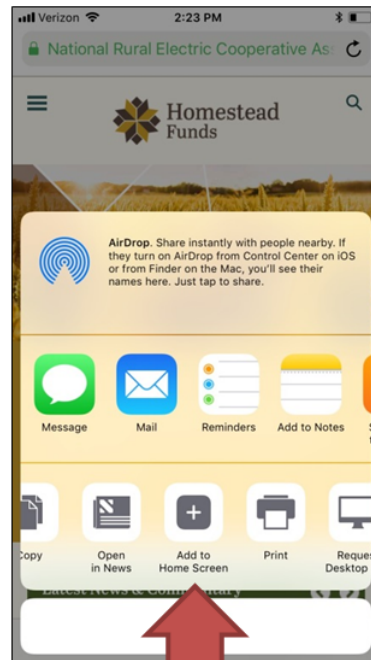 Verizon 2:23 PM
National Rural Electric Cooperative As
Homestead
Funds
AirDrop. Share instantly with people nearby. If
they turn on AirDrop from Control Center on iOS
or from Finder on the Mac, you'll see their
names here. Just tap to share.
Message Mail Reminders Add to Notes S
t
Copy Open Add to Print Reques
in News Home Screen Desktop
Latest News & Commentary